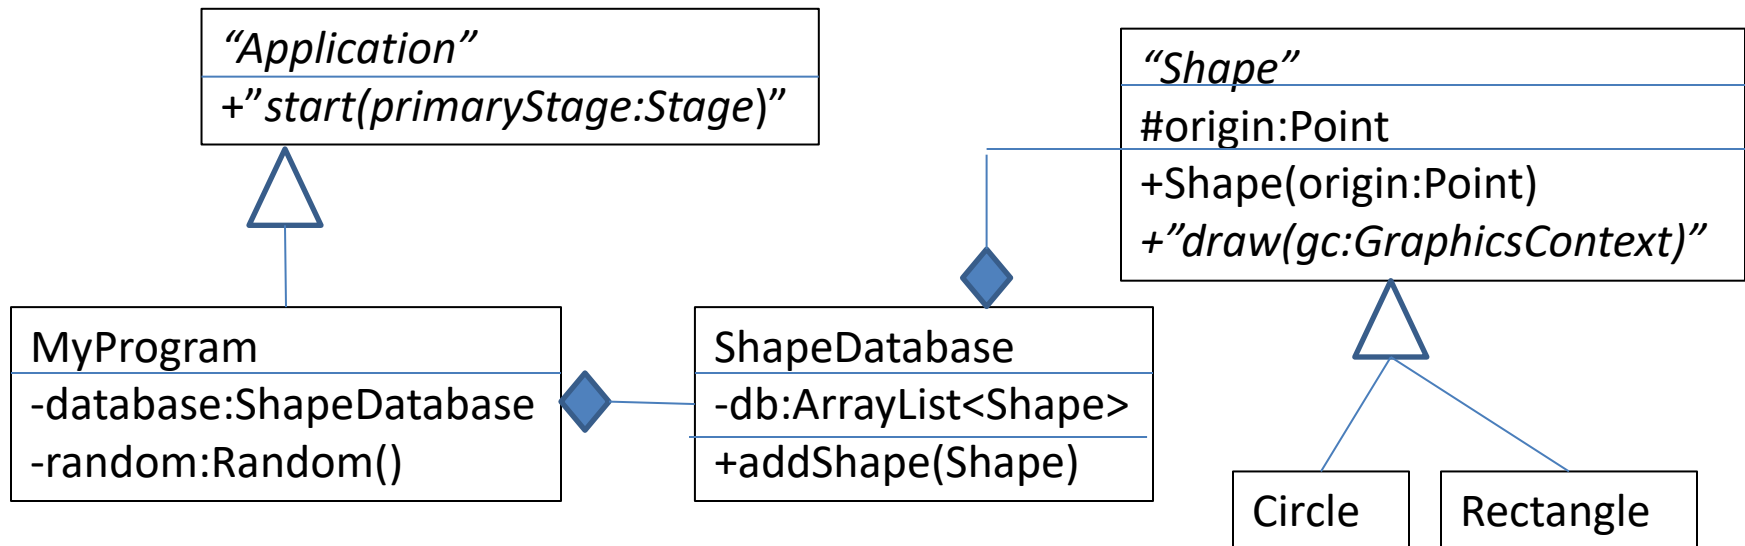 “Application”
+”start(primaryStage:Stage)”
“Shape”
#origin:Point
+Shape(origin:Point)
+”draw(gc:GraphicsContext)”
MyProgram
-database:ShapeDatabase
-random:Random()
ShapeDatabase
-db:ArrayList<Shape>
+addShape(Shape)
Circle
Rectangle